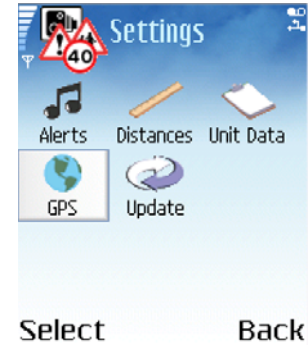 Settings
40
Alerts Distances Unit Data
GPS Update
Select Back